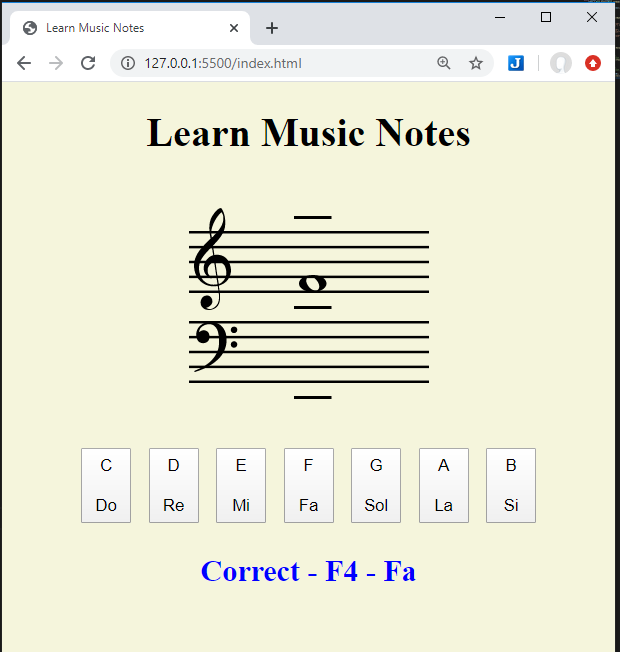 Learn Music Notes
127.0.0.1:5500/index.html
Learn Music Notes
C D E F G A B
Do Re Mi Fa Sol La Si
Correct - F4 - Fa